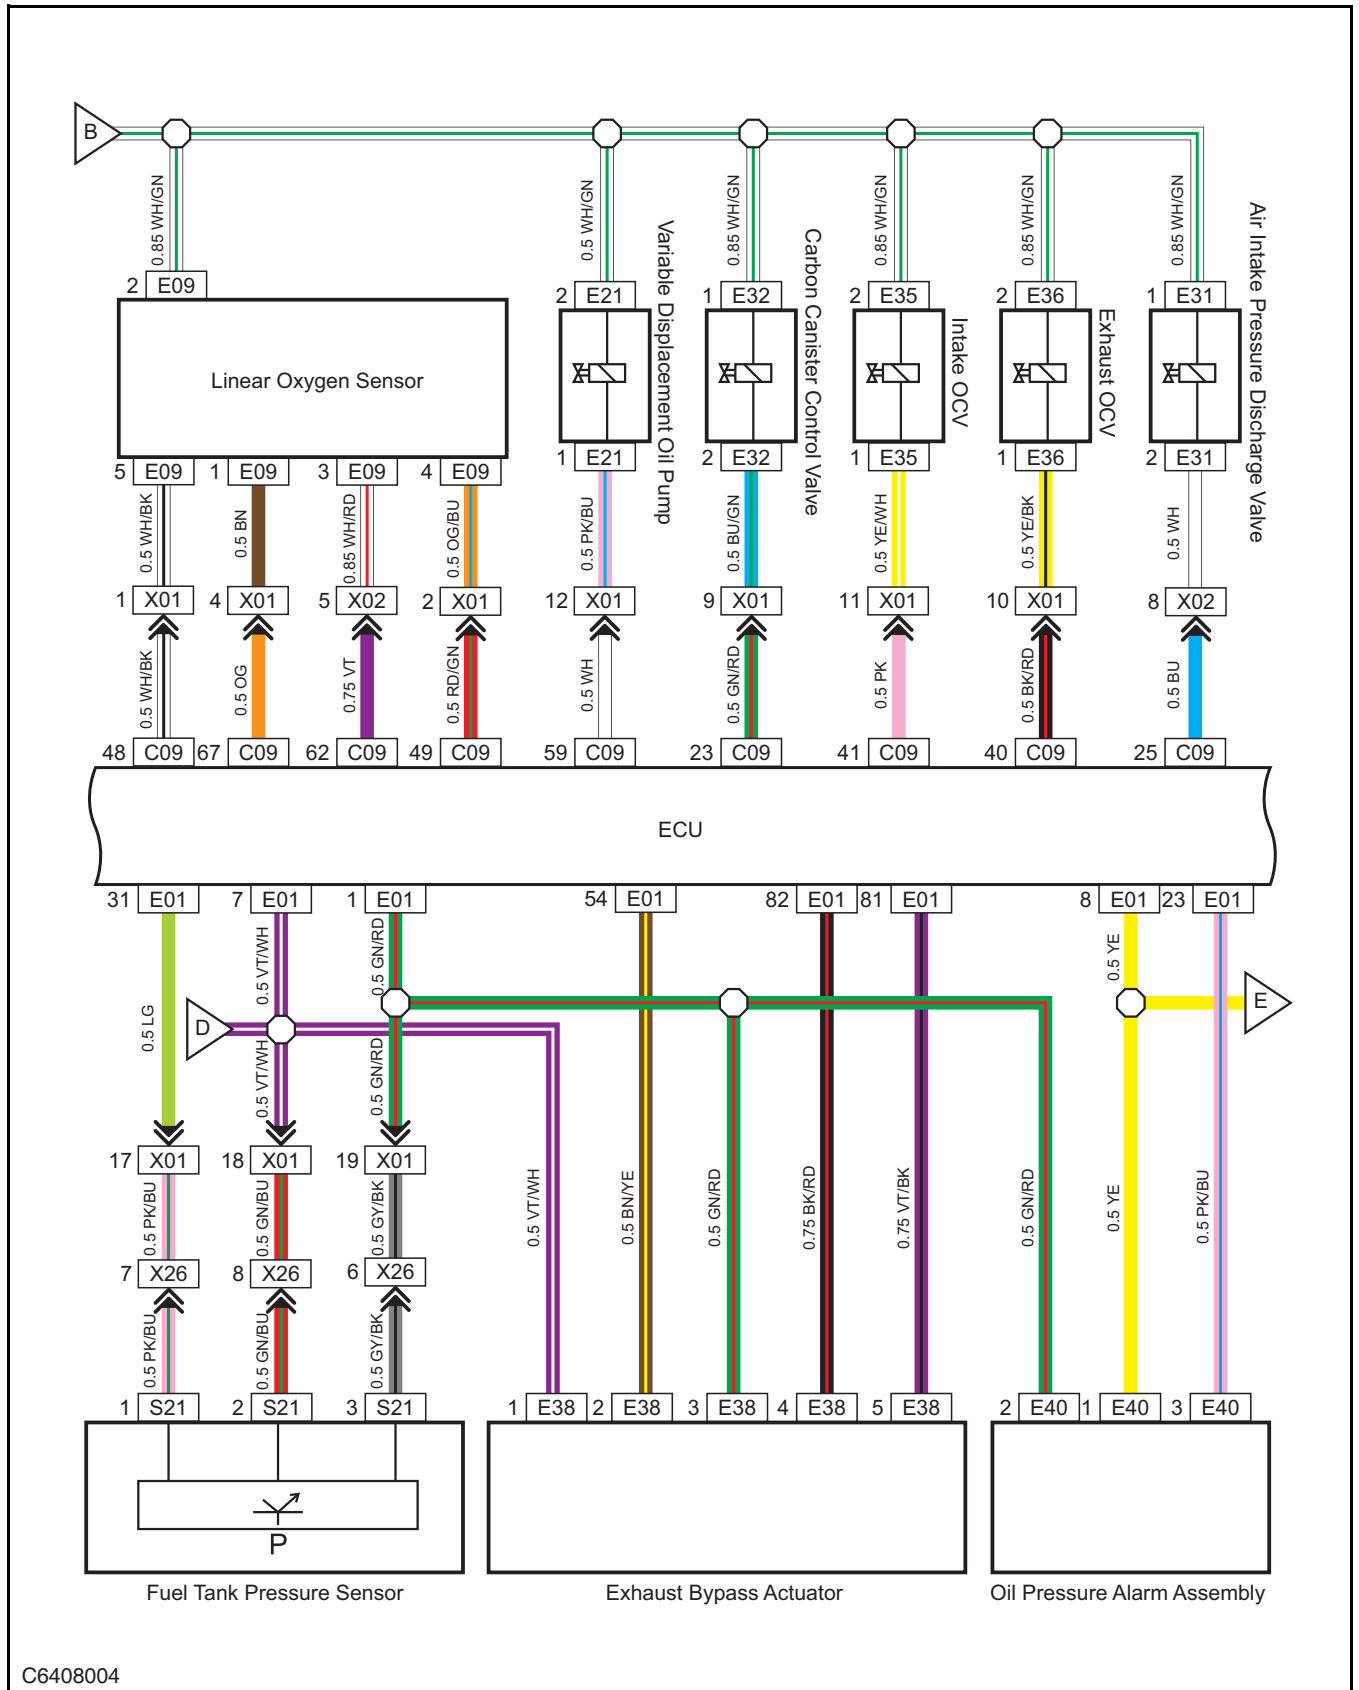 B
0.85 WH/GN
0.5 WH/GN
0.85 WH/GN
0.85 WH/GN
0.85 WH/GN
0.85 WH/GN
2 E09
2 E21
1 E32
2 E35
2 E36
1 E31
Linear Oxygen Sensor
Variable Displacement Oil Pump
Carbon Canister Control Valve
Intake OCV
Exhaust OCV
Air Intake Pressure Discharge Valve
5 E09
1 E09
3 E09
4 E09
1 E21
2 E32
1 E35
1 E36
2 E31
0.5 WH/BK
0.5 BN
0.85 WH/RD
0.5 OG/BU
0.5 PK/BU
0.5 BU/GN
0.5 YE/WH
0.5 YE/BK
0.5 WH
1 X01
4 X01
5 X02
2 X01
12 X01
9 X01
11 X01
10 X01
8 X02
0.5 WH/BK
0.5 OG
0.75 VT
0.5 RD/GN
0.5 WH
0.5 GN/RD
0.5 PK
0.5 BK/RD
0.5 BU
48 C09
67 C09
62 C09
49 C09
59 C09
23 C09
41 C09
40 C09
25 C09
ECU
31 E01
7 E01
1 E01
54 E01
82 E01
81 E01
8 E01
23 E01
0.5 VT/WH
0.5 GN/RD
0.5 YE
D
E
0.5 LG
0.5 VT/WH
0.5 GN/RD
17 X01
18 X01
19 X01
0.5 PK/BU
0.5 GN/BU
0.5 GY/BK
0.5 VT/WH
0.5 BN/YE
0.5 GN/RD
0.75 BK/RD
0.75 VT/BK
0.5 GN/RD
0.5 YE
0.5 PK/BU
7 X26
8 X26
6 X26
0.5 PK/BU
0.5 GN/BU
0.5 GY/BK
1 S21
2 S21
3 S21
1 E38
2 E38
3 E38
4 E38
5 E38
2 E40
1 E40
3 E40
P
Fuel Tank Pressure Sensor
Exhaust Bypass Actuator
Oil Pressure Alarm Assembly
C6408004